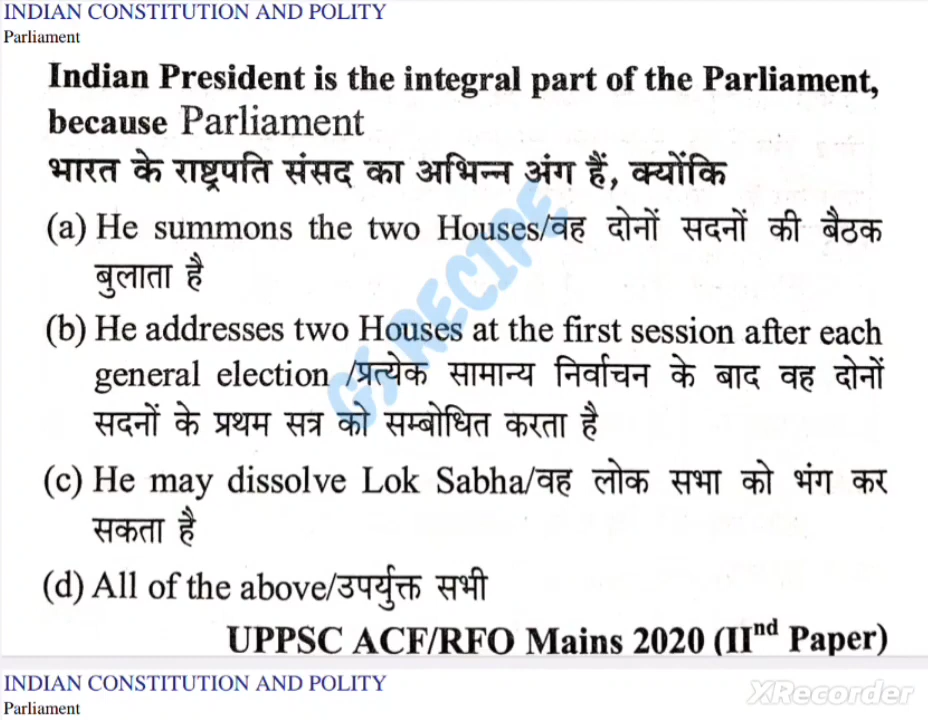 INDIAN CONSTITUTION AND POLITY
Parliament
Indian President is the integral part of the Parliament,
because Parliament
भारत के राष्ट्रपति संसद का अभिन्न अंग हैं, क्योंकि
(a) He summons the two Houses/वह दोनों सदनों की बैठक
बुलाता है
(b) He addresses two Houses at the first session after each
general election /प्रत्येक सामान्य निर्वाचन के बाद वह दोनों
सदनों के प्रथम सत्र को सम्बोधित करता है
(c) He may dissolve Lok Sabha/वह लोक सभा को भंग कर
सकता है
(d) All of the above/उपर्युक्त सभी
UPPSC ACF/RFO Mains 2020 (IInd Paper)
GS RECIPE
INDIAN CONSTITUTION AND POLITY
Parliament
XRecorder